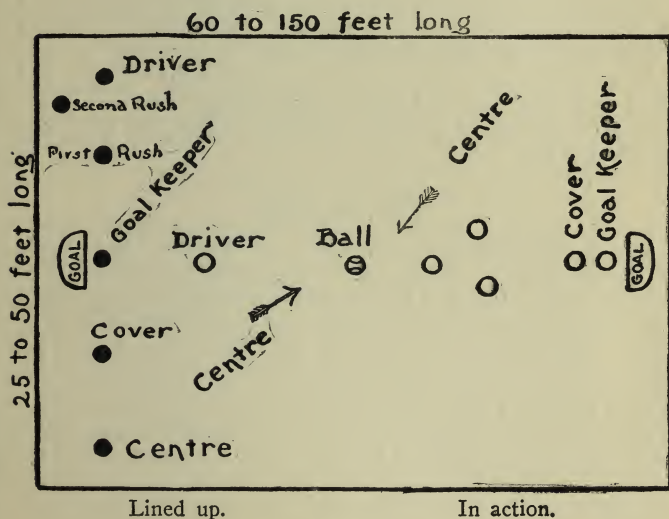 60 to 150 feet long
25 to 50 feet long
Driver
Second Rush
First Rush
Goal Keeper
GOAL
Driver
Ball
Centre
Cover
Goal Keeper
GOAL
Cover
Centre
Centre
Lined up. In action.